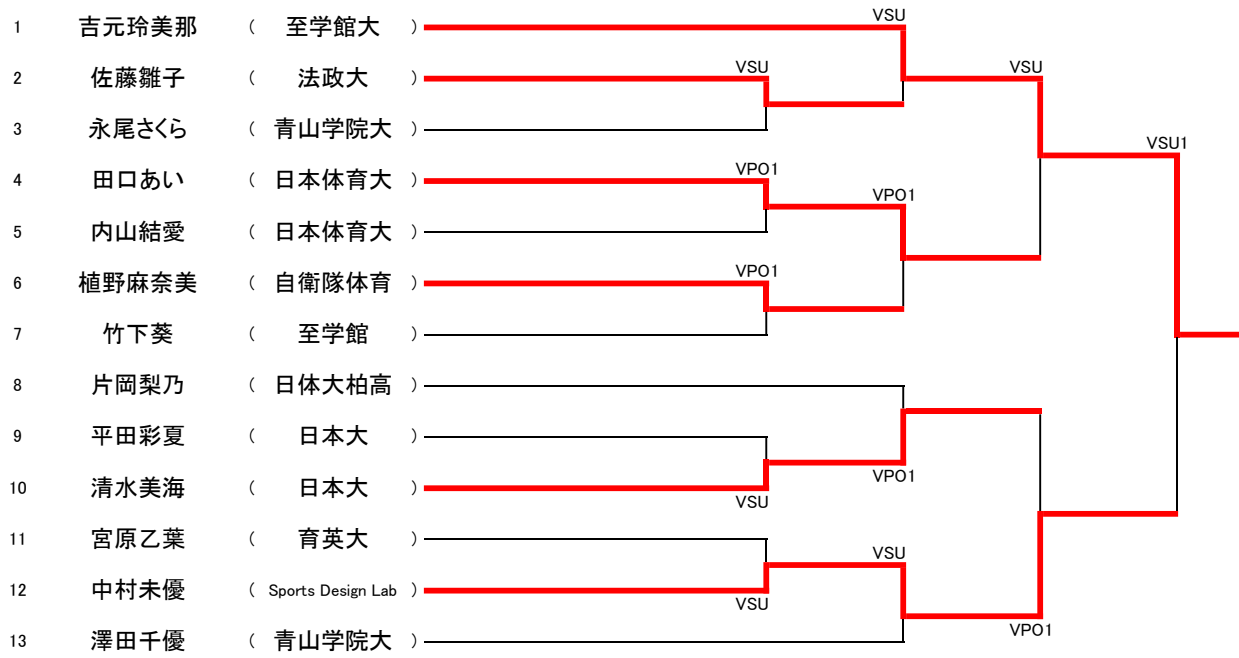 VSU
1 吉元玲美那 （ 至学館大 ）
VSU VSU
2 佐藤雛子 （ 法政大 ）
3 永尾さくら （ 青山学院大 ）
VSU1
VPO1
4 田口あい （ 日本体育大 ）
VPO1
5 内山結愛 （ 日本体育大 ）
VPO1
6 植野麻奈美 （ 自衛隊体育 ）
7 竹下葵 （ 至学館 ）
8 片岡梨乃 （ 日体大柏高 ）
9 平田彩夏 （ 日本大 ）
VPO1
10 清水美海 （ 日本大 ）
VSU
11 宮原乙葉 （ 育英大 ）
VSU
12 中村未優 （ Sports Design Lab ）
VSU
VPO1
13 澤田千優 （ 青山学院大 ）